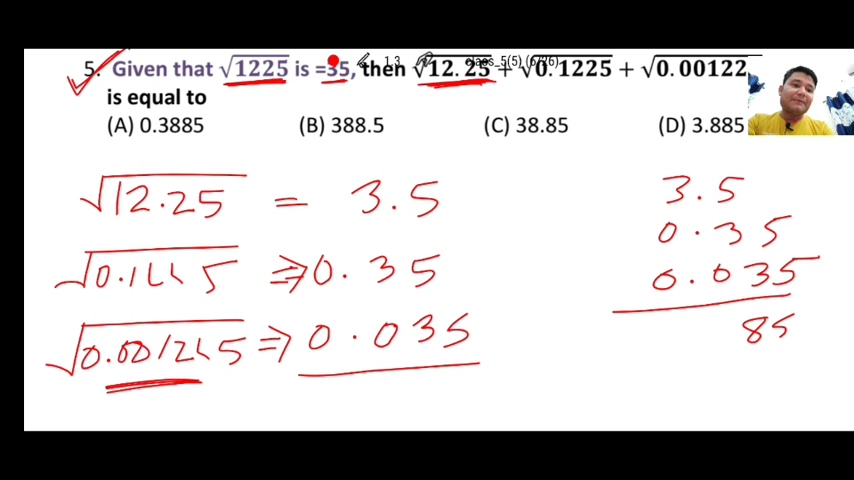 5. Given that √1225 is =35, then √12.25 + √0.1225 + √0.00122
is equal to
(A) 0.3885 (B) 388.5 (C) 38.85 (D) 3.885
√12.25 = 3.5
3.5
0.35
⇒ 0.35
0.035
√0.001225 ⇒ 0.035
85